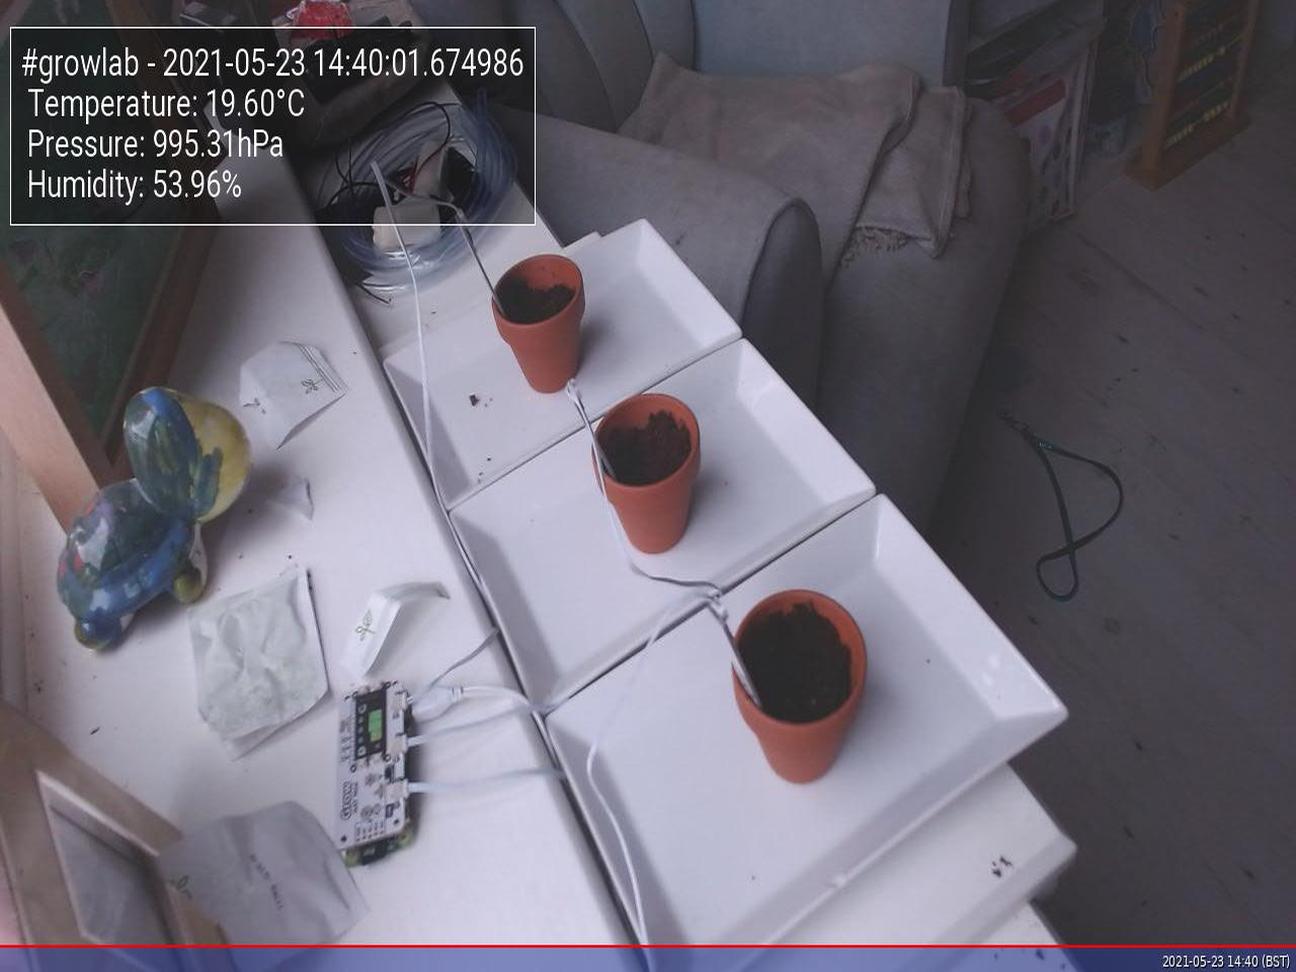 #growlab - 2021-05-23 14:40:01.674986
Temperature: 19.60°C
Pressure: 995.31hPa
Humidity: 53.96%
2021-05-23 14:40 (BST)